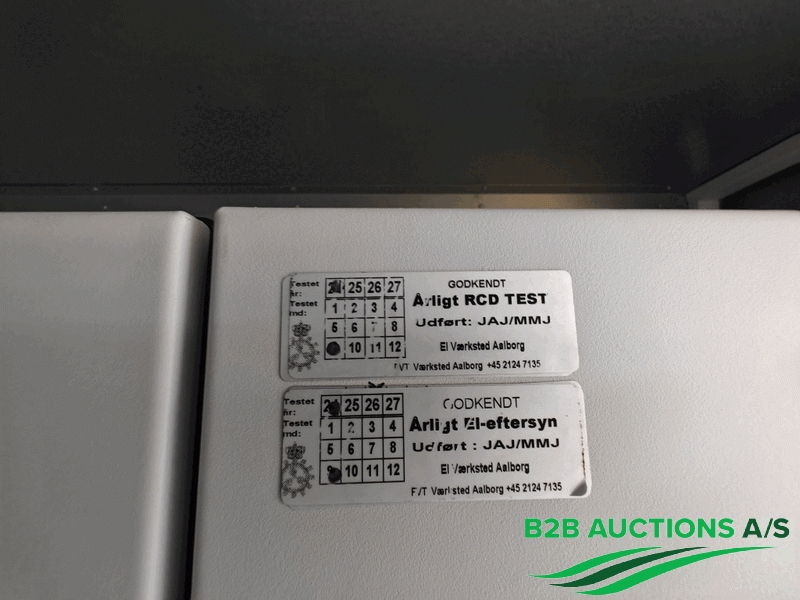 GODKENDT
Årligt RCD TEST
Udført: JAJ/MMJ
El Værksted Aalborg
Værksted Aalborg +45 2124 7135
Testet år: 25 26 27
Testet md: 1 2 3 4
5 6 7 8
10 11 12
GODKENDT
Årligt El-eftersyn
Udført : JAJ/MMJ
El Værksted Aalborg
Værksted Aalborg +45 2124 7135
Testet år: 25 26 27
Testet md: 1 2 3 4
5 6 7 8
10 11 12
B2B AUCTIONS A/S